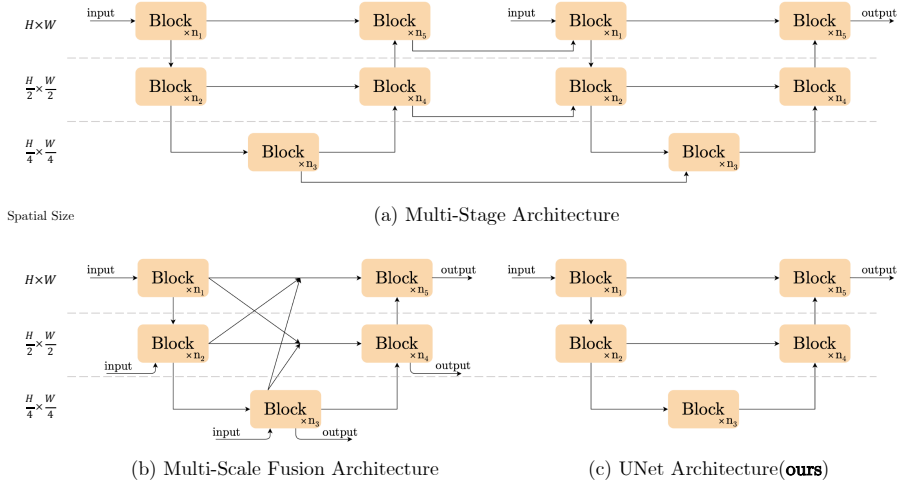 H×W input Block ×n1 Block ×n5 input Block ×n1 Block ×n5 output
H/2×W/2 Block ×n2 Block ×n4 Block ×n2 Block ×n4
H/4×W/4 Block ×n3 Block ×n3
Spatial Size
(a) Multi-Stage Architecture
H×W input Block ×n1 Block ×n5 output input Block ×n1 Block ×n5 output
H/2×W/2 input Block ×n2 Block ×n4 output Block ×n2 Block ×n4
H/4×W/4 input Block ×n3 output Block ×n3
(b) Multi-Scale Fusion Architecture
(c) UNet Architecture(ours)